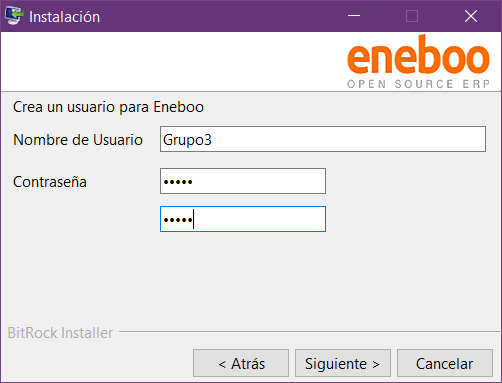 Instalación
eneboo
OPEN SOURCE ERP
Crea un usuario para Eneboo
Nombre de Usuario Grupo3
Contraseña •••••
•••••
BitRock Installer
< Atrás Siguiente > Cancelar